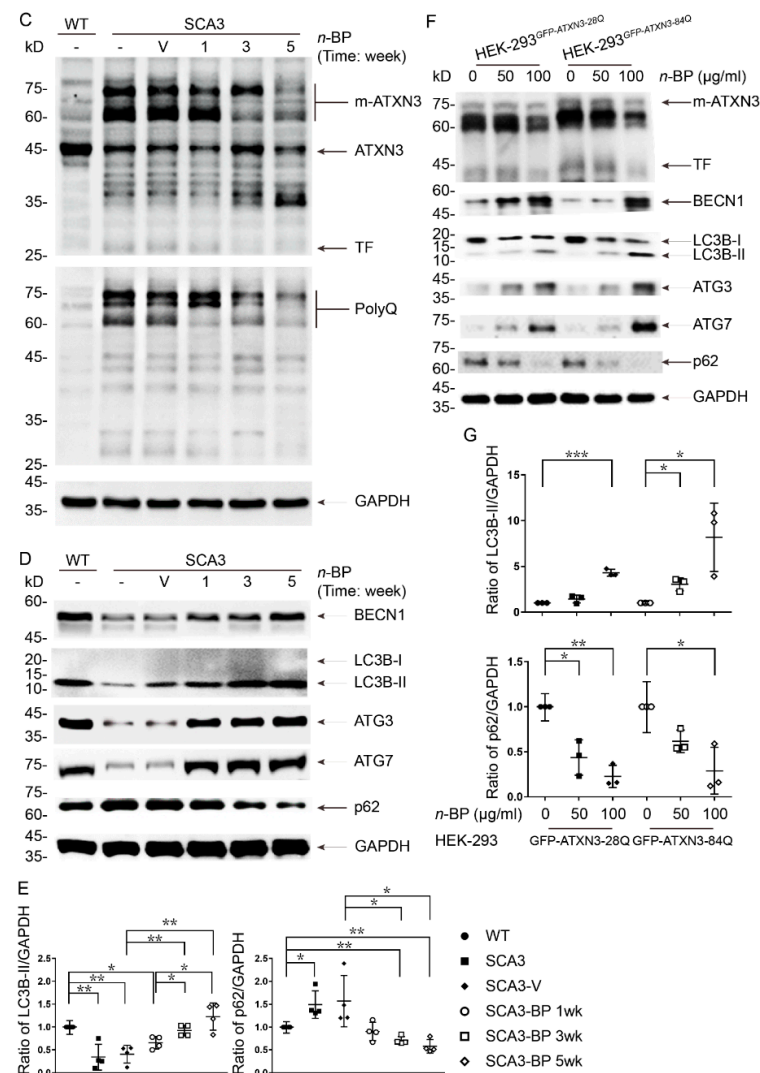 C
WT SCA3
- - V 1 3 5 n-BP
kD (Time: week)
75-
m-ATXN3
60-
45- ATXN3
35-
25- TF
75-
PolyQ
60-
45-
35-
25-
45-
GAPDH
35-
D
WT SCA3
- - V 1 3 5 n-BP
kD (Time: week)
60-
BECN1
45-
20- LC3B-I
15-
10- LC3B-II
45-
ATG3
35-
75- ATG7
75-
p62
60-
45-
GAPDH
35-
E
Ratio of LC3B-II/GAPDH
2.5
2.0
1.5
1.0
0.5
0.0
** ** * * ** ** *
Ratio of p62/GAPDH
2.5
2.0
1.5
1.0
0.5
0.0
* ** ** * *
WT
SCA3
SCA3-V
SCA3-BP 1wk
SCA3-BP 3wk
SCA3-BP 5wk
F
HEK-293GFP-ATXN3-28Q HEK-293GFP-ATXN3-84Q
kD 0 50 100 0 50 100 n-BP (µg/ml)
75- m-ATXN3
60-
45- TF
60-
BECN1
45-
20- LC3B-I
15-
10- LC3B-II
45-
ATG3
35-
75-
ATG7
60-
75-
p62
60-
45-
GAPDH
35-
G
Ratio of LC3B-II/GAPDH
15
10
5
0
*** * *
Ratio of p62/GAPDH
1.5
1.0
0.5
0.0
* ** *
n-BP (µg/ml) 0 50 100 0 50 100
HEK-293 GFP-ATXN3-28Q GFP-ATXN3-84Q